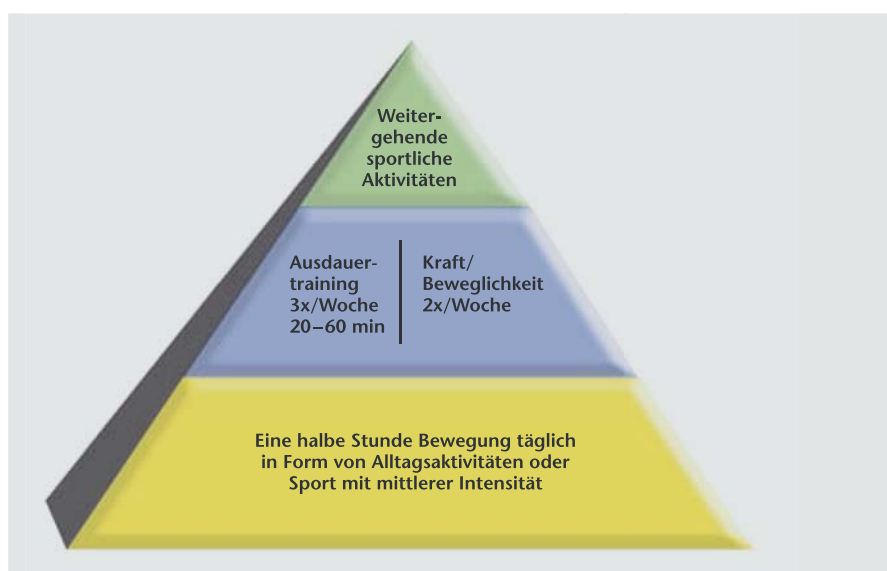 Weiter-
gehende
sportliche
Aktivitäten
Ausdauer-
training
3x/Woche
20–60 min
Kraft/
Beweglichkeit
2x/Woche
Eine halbe Stunde Bewegung täglich
in Form von Alltagsaktivitäten oder
Sport mit mittlerer Intensität